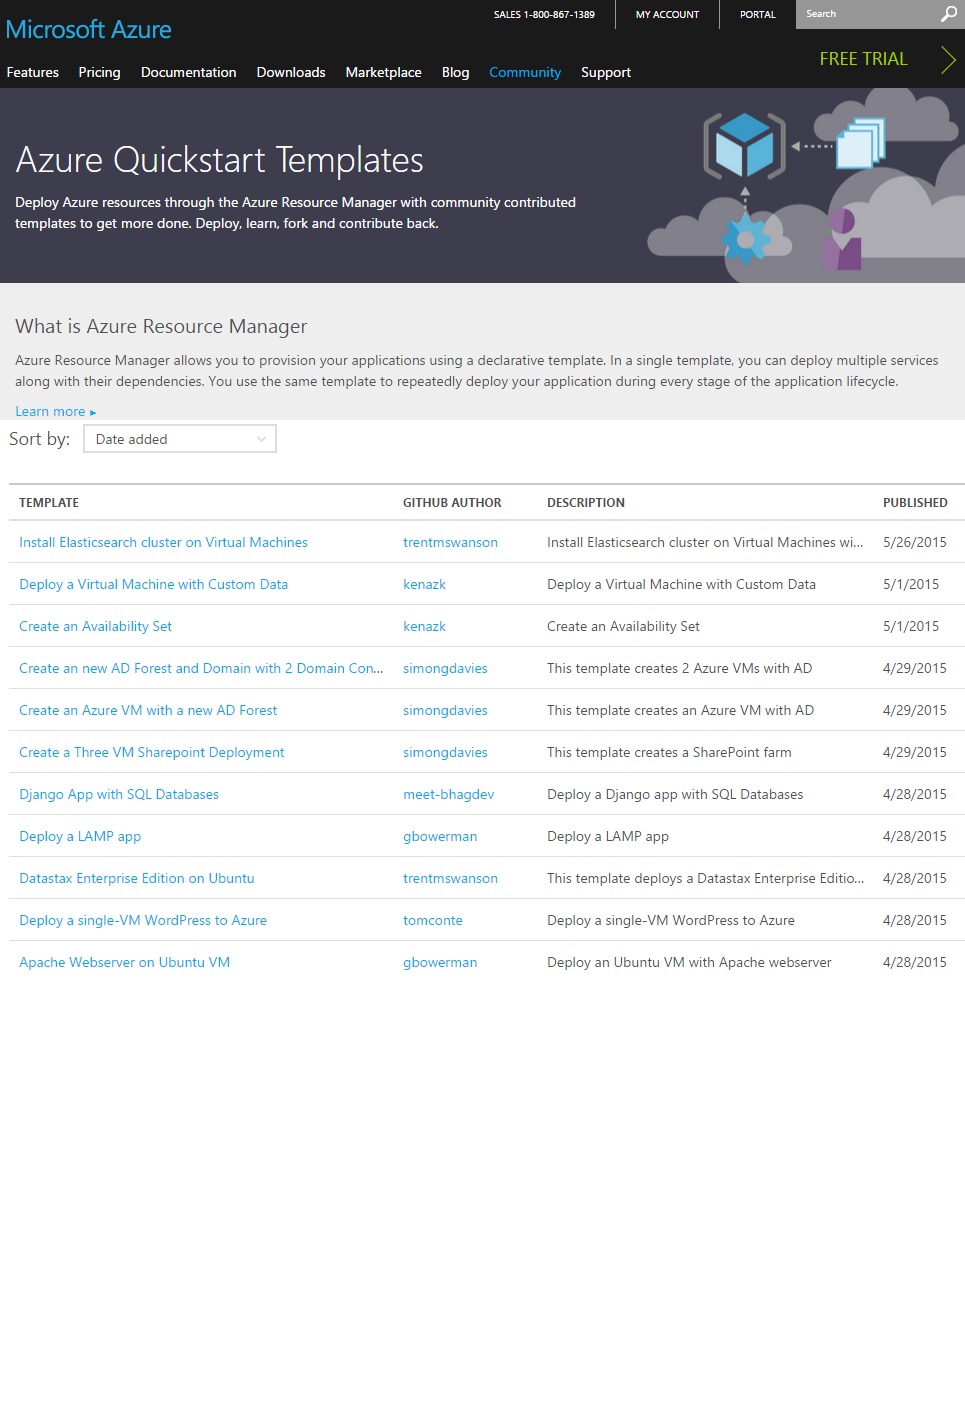 SALES 1-800-867-1389 MY ACCOUNT PORTAL Search
Microsoft Azure
FREE TRIAL
Features Pricing Documentation Downloads Marketplace Blog Community Support
Azure Quickstart Templates
Deploy Azure resources through the Azure Resource Manager with community contributed
templates to get more done. Deploy, learn, fork and contribute back.
What is Azure Resource Manager
Azure Resource Manager allows you to provision your applications using a declarative template. In a single template, you can deploy multiple services
along with their dependencies. You use the same template to repeatedly deploy your application during every stage of the application lifecycle.
Learn more ▸
Sort by: Date added
TEMPLATE GITHUB AUTHOR DESCRIPTION PUBLISHED
Install Elasticsearch cluster on Virtual Machines trentmswanson Install Elasticsearch cluster on Virtual Machines wi... 5/26/2015
Deploy a Virtual Machine with Custom Data kenazk Deploy a Virtual Machine with Custom Data 5/1/2015
Create an Availability Set kenazk Create an Availability Set 5/1/2015
Create an new AD Forest and Domain with 2 Domain Con... simongdavies This template creates 2 Azure VMs with AD 4/29/2015
Create an Azure VM with a new AD Forest simongdavies This template creates an Azure VM with AD 4/29/2015
Create a Three VM Sharepoint Deployment simongdavies This template creates a SharePoint farm 4/29/2015
Django App with SQL Databases meet-bhagdev Deploy a Django app with SQL Databases 4/28/2015
Deploy a LAMP app gbowerman Deploy a LAMP app 4/28/2015
Datastax Enterprise Edition on Ubuntu trentmswanson This template deploys a Datastax Enterprise Editio... 4/28/2015
Deploy a single-VM WordPress to Azure tomconte Deploy a single-VM WordPress to Azure 4/28/2015
Apache Webserver on Ubuntu VM gbowerman Deploy an Ubuntu VM with Apache webserver 4/28/2015